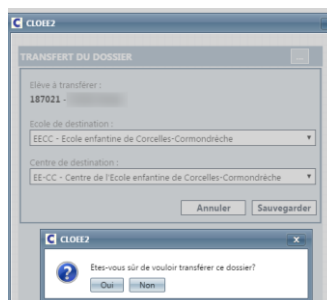 CLOEE2
TRANSFERT DU DOSSIER
...
Elève à transférer :
187021 -
Ecole de destination :
EECC - Ecole enfantine de Corcelles-Cormondrèche
Centre de destination :
EE-CC - Centre de l'Ecole enfantine de Corcelles-Cormondrèche
Annuler Sauvegarder
CLOEE2
x
Etes-vous sûr de vouloir transférer ce dossier?
Oui Non